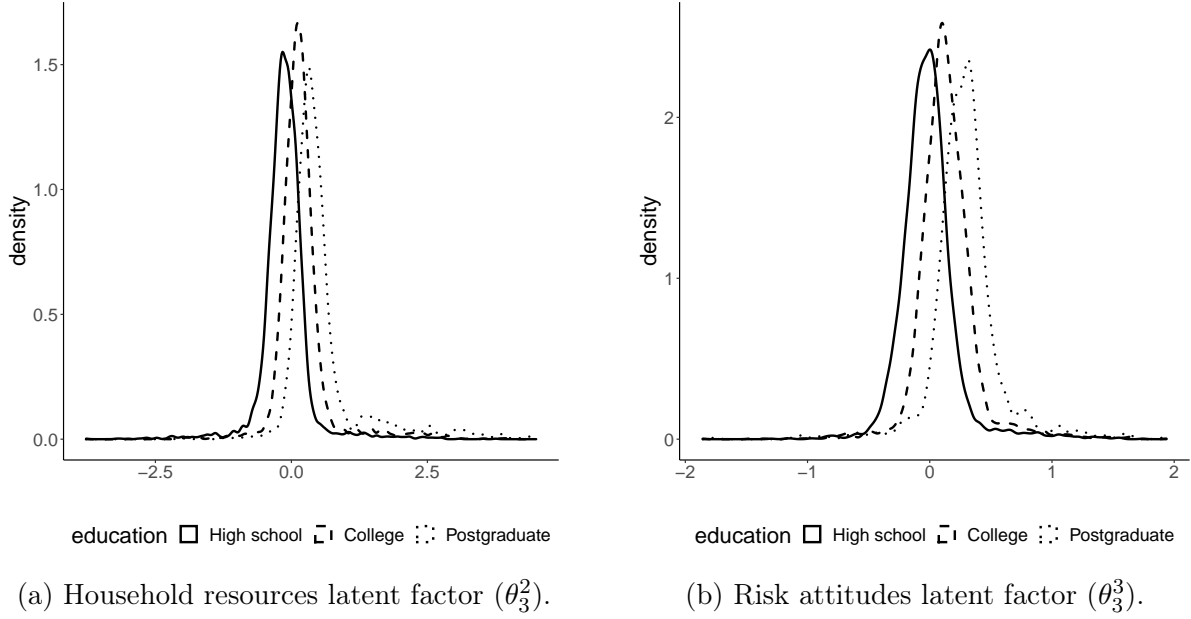 density
1.5
1.0
0.5
0.0
−2.5 0.0 2.5
education High school College Postgraduate
(a) Household resources latent factor (θ₃²).
density
2
1
0
−2 −1 0 1 2
education High school College Postgraduate
(b) Risk attitudes latent factor (θ₃³).